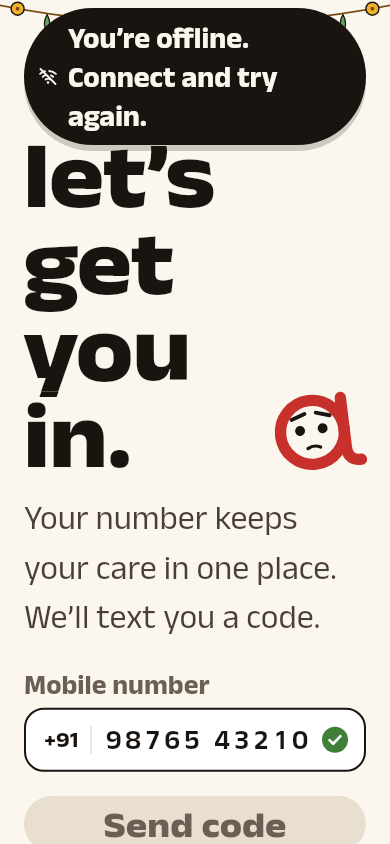 You’re offline.
Connect and try
again.
let’s
get
you
in.
Your number keeps
your care in one place.
We’ll text you a code.
Mobile number
+91 98765 43210
Send code